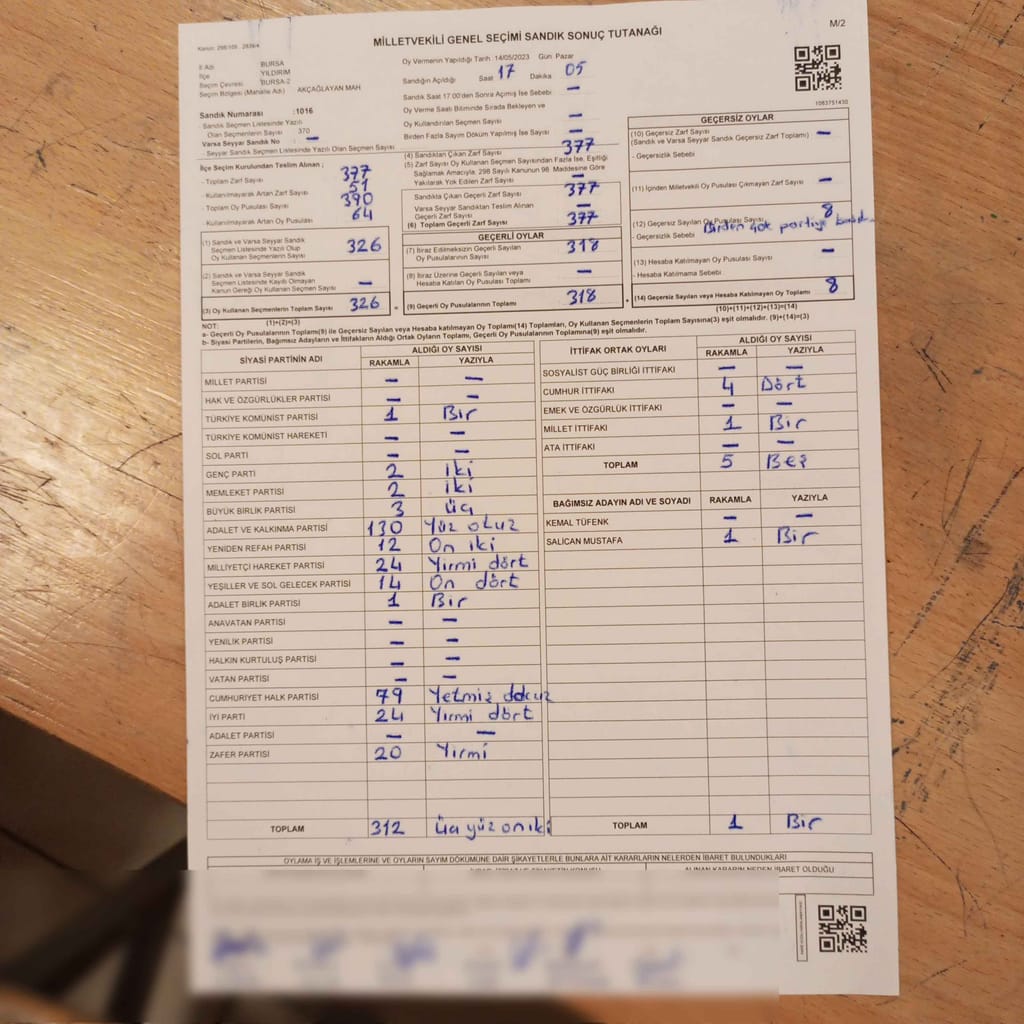 Kanun: 298/105 , 2839/4
MİLLETVEKİLİ GENEL SEÇİMİ SANDIK SONUÇ TUTANAĞI
M/2
İl Adı BURSA
İlçe YILDIRIM
Seçim Çevresi BURSA-2
Seçim Bölgesi (Mahalle Adı) AKÇAĞLAYAN MAH
Sandık Numarası :1016
- Sandık Seçmen Listesinde Yazılı
Olan Seçmenlerin Sayısı 370
Varsa Seyyar Sandık No –
- Seyyar Sandık Seçmen Listesinde Yazılı Olan Seçmen Sayısı
İlçe Seçim Kurulundan Teslim Alınan ;
- Toplam Zarf Sayısı 377
- Kullanılmayarak Artan Zarf Sayısı 51
- Toplam Oy Pusulası Sayısı 390
- Kullanılmayarak Artan Oy Pusulası 64
(1) Sandık ve Varsa Seyyar Sandık
Seçmen Listesinde Yazılı Olup
Oy Kullanan Seçmenlerin Sayısı 326
(2) Sandık ve Varsa Seyyar Sandık
Seçmen Listesinde Kayıtlı Olmayan
Kanun Gereği Oy Kullanan Seçmen Sayısı –
(3) Oy Kullanan Seçmenlerin Toplam Sayısı 326 =
(1)+(2)=(3)
Oy Vermenin Yapıldığı Tarih :14/05/2023 Gün Pazar
Sandığın Açıldığı Saat 17 Dakika 05
Sandık Saat 17:00'den Sonra Açılmış İse Sebebi –
Oy Verme Saati Bitiminde Sırada Bekleyen ve
Oy Kullandırılan Seçmen Sayısı –
Birden Fazla Sayım Döküm Yapılmış İse Sayısı –
(4) Sandıktan Çıkan Zarf Sayısı 377
(5) Zarf Sayısı Oy Kullanan Seçmen Sayısından Fazla İse, Eşitliği
Sağlamak Amacıyla, 298 Sayılı Kanunun 98 Maddesine Göre
Yakılarak Yok Edilen Zarf Sayısı –
Sandıkta Çıkan Geçerli Zarf Sayısı 377
Varsa Seyyar Sandıktan Teslim Alınan
Geçerli Zarf Sayısı –
(6) Toplam Geçerli Zarf Sayısı 377
GEÇERLİ OYLAR
(7) İtiraz Edilmeksizin Geçerli Sayılan
Oy Pusulalarının Sayısı 318
(8) İtiraz Üzerine Geçerli Sayılan veya
Hesaba Katılan Oy Pusulası Toplamı –
(9) Geçerli Oy Pusulalarının Toplamı 318 +
1063751430
GEÇERSİZ OYLAR
(10) Geçersiz Zarf Sayısı –
(Sandık ve Varsa Seyyar Sandık Geçersiz Zarf Toplamı)
- Geçersizlik Sebebi
(11) İçinden Milletvekili Oy Pusulası Çıkmayan Zarf Sayısı –
(12) Geçersiz Sayılan Oy Pusulası Sayısı 8
- Geçersizlik Sebebi Birden çok partiye
(13) Hesaba Katılmayan Oy Pusulası Sayısı –
- Hesaba Katılmama Sebebi
(14) Geçersiz Sayılan veya Hesaba Katılmayan Oy Toplamı 8
(10)+(11)+(12)+(13)=(14)
NOT:
a- Geçerli Oy Pusulalarının Toplamı(9) ile Geçersiz Sayılan veya Hesaba katılmayan Oy Toplamı(14) Toplamları, Oy Kullanan Seçmenlerin Toplam Sayısına(3) eşit olmalıdır. (9)+(14)=(3)
b- Siyasi Partilerin, Bağımsız Adayların ve İttifakların Aldığı Ortak Oyların Toplamı, Geçerli Oy Pusulalarının Toplamına(9) eşit olmalıdır.
SİYASİ PARTİNİN ADI ALDIĞI OY SAYISI
RAKAMLA YAZIYLA
MİLLET PARTİSİ – –
HAK VE ÖZGÜRLÜKLER PARTİSİ – –
TÜRKİYE KOMÜNİST PARTİSİ 1 Bir
TÜRKİYE KOMÜNİST HAREKETİ – –
SOL PARTİ – –
GENÇ PARTİ 2 iki
MEMLEKET PARTİSİ 2 iki
BÜYÜK BİRLİK PARTİSİ 3 üç
ADALET VE KALKINMA PARTİSİ 130 Yüz otuz
YENİDEN REFAH PARTİSİ 12 On iki
MİLLİYETÇİ HAREKET PARTİSİ 24 Yirmi dört
YEŞİLLER VE SOL GELECEK PARTİSİ 14 On dört
ADALET BİRLİK PARTİSİ 1 Bir
ANAVATAN PARTİSİ – –
YENİLİK PARTİSİ – –
HALKIN KURTULUŞ PARTİSİ – –
VATAN PARTİSİ – –
CUMHURİYET HALK PARTİSİ 79 Yetmiş dokuz
İYİ PARTİ 24 Yirmi dört
ADALET PARTİSİ – –
ZAFER PARTİSİ 20 Yirmi
TOPLAM 312 üç yüz on iki
İTTİFAK ORTAK OYLARI ALDIĞI OY SAYISI
RAKAMLA YAZIYLA
SOSYALİST GÜÇ BİRLİĞİ İTTİFAKI – –
CUMHUR İTTİFAKI 4 Dört
EMEK VE ÖZGÜRLÜK İTTİFAKI – –
MİLLET İTTİFAKI 1 Bir
ATA İTTİFAKI – –
TOPLAM 5 Beş
BAĞIMSIZ ADAYIN ADI VE SOYADI RAKAMLA YAZIYLA
KEMAL TÜFENK – –
SALİCAN MUSTAFA 1 Bir
TOPLAM 1 Bir
OYLAMA İŞ VE İŞLEMLERİNE VE OYLARIN SAYIM DÖKÜMÜNE DAİR ŞİKAYETLERLE BUNLARA AİT KARARLARIN NELERDEN İBARET BULUNDUKLARI
ALINAN KARARIN NEDEN İBARET OLDUĞU